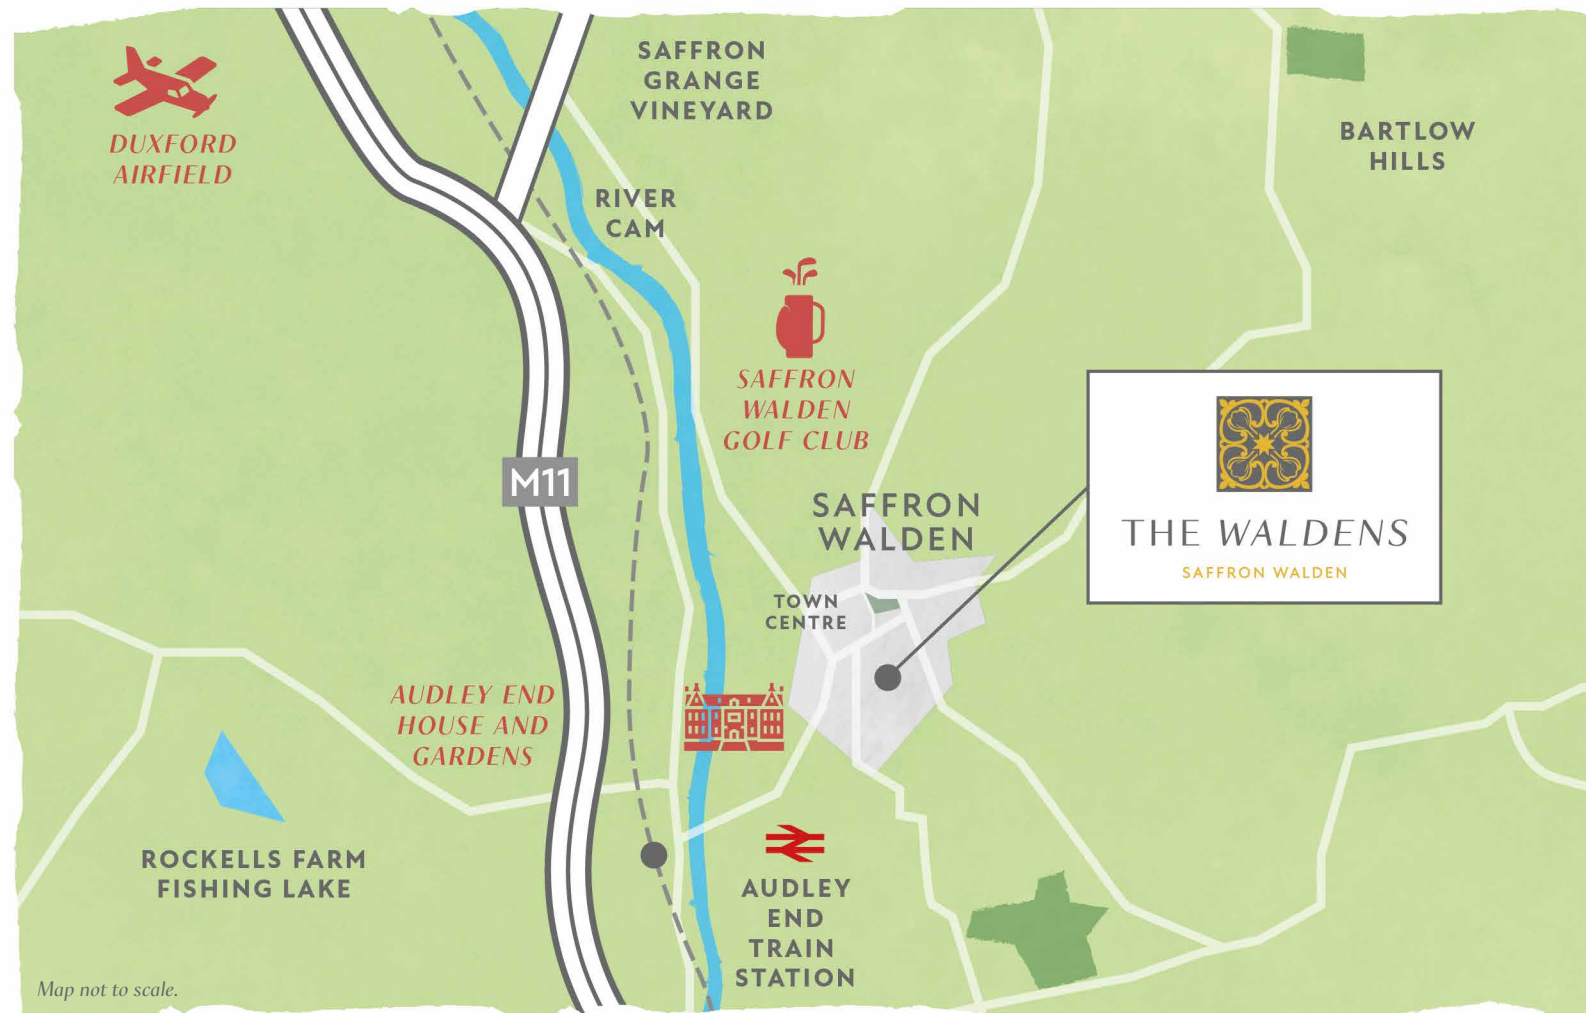 SAFFRON
GRANGE
VINEYARD
DUXFORD
AIRFIELD
BARTLOW
HILLS
RIVER
CAM
SAFFRON
WALDEN
GOLF CLUB
M11
SAFFRON
WALDEN
THE WALDENS
SAFFRON WALDEN
TOWN
CENTRE
AUDLEY END
HOUSE AND
GARDENS
ROCKELLS FARM
FISHING LAKE
AUDLEY
END
TRAIN
STATION
Map not to scale.